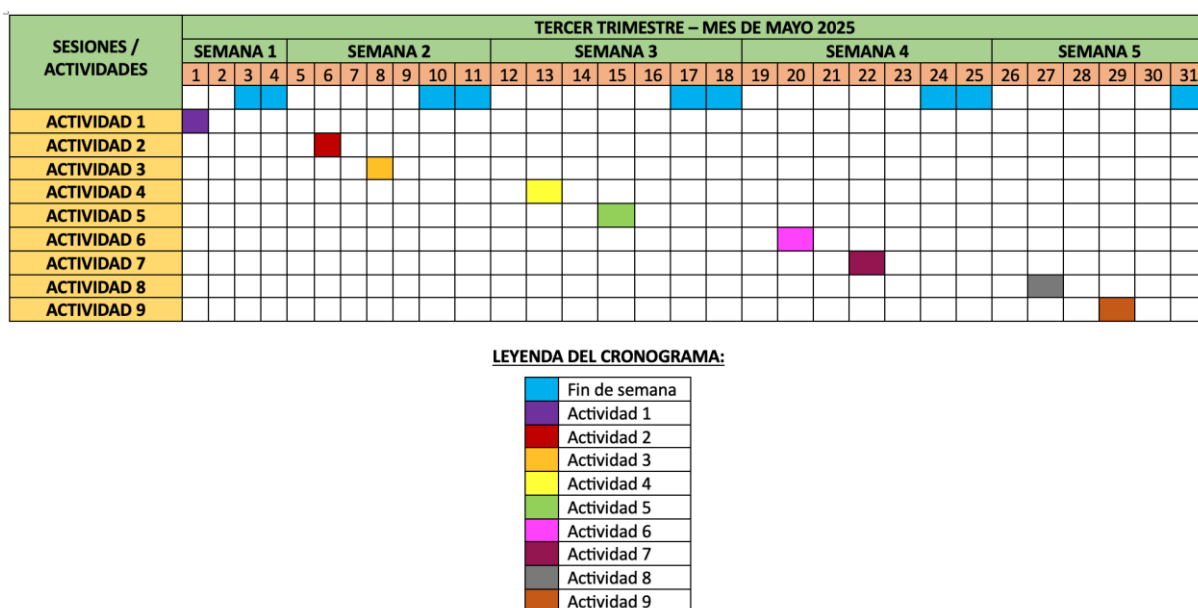 TERCER TRIMESTRE – MES DE MAYO 2025
SESIONES /
ACTIVIDADES
SEMANA 1 SEMANA 2 SEMANA 3 SEMANA 4 SEMANA 5
1 2 3 4 5 6 7 8 9 10 11 12 13 14 15 16 17 18 19 20 21 22 23 24 25 26 27 28 29 30 31
ACTIVIDAD 1
ACTIVIDAD 2
ACTIVIDAD 3
ACTIVIDAD 4
ACTIVIDAD 5
ACTIVIDAD 6
ACTIVIDAD 7
ACTIVIDAD 8
ACTIVIDAD 9
LEYENDA DEL CRONOGRAMA:
Fin de semana
Actividad 1
Actividad 2
Actividad 3
Actividad 4
Actividad 5
Actividad 6
Actividad 7
Actividad 8
Actividad 9